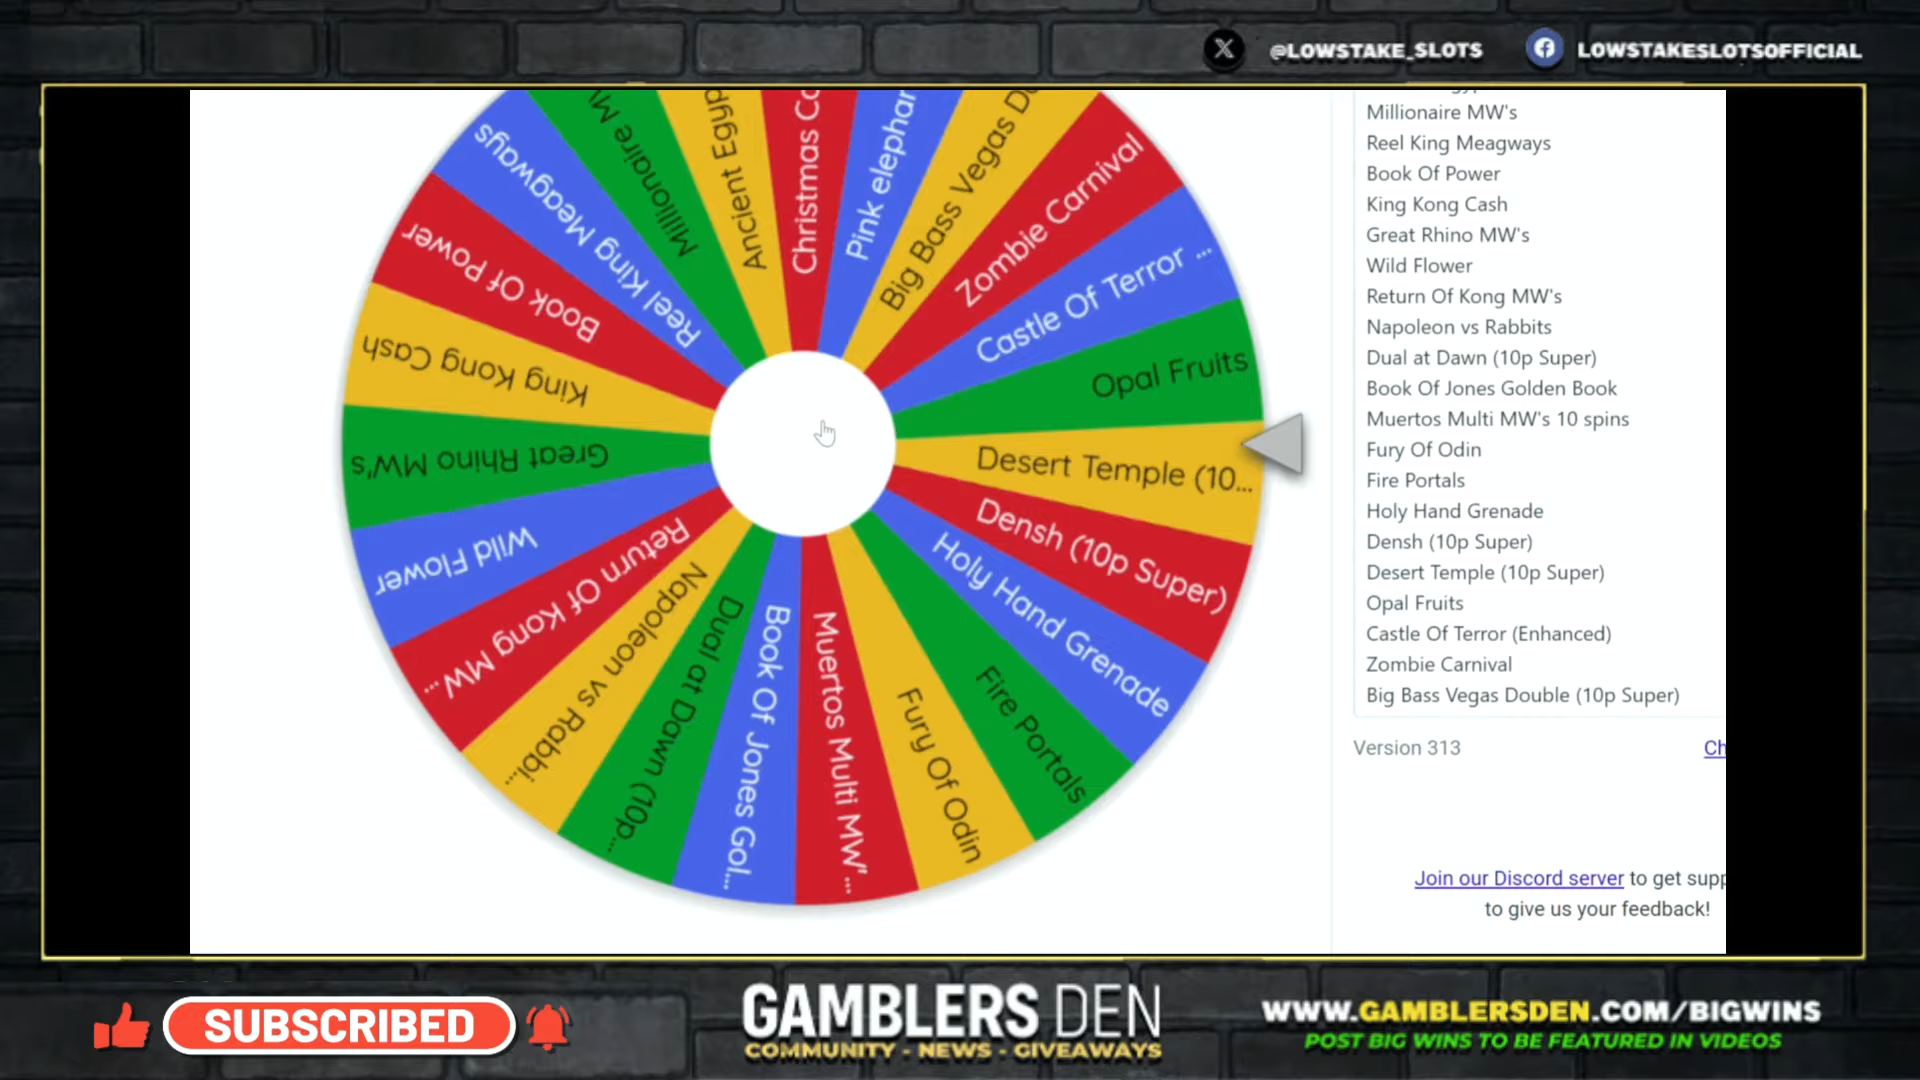 @LOWSTAKE_SLOTS
LOWSTAKESLOTSOFFICIAL
Christmas
Pink
Big Bass Vegas
Zombie Carnival
Castle Of Terror ...
Opal Fruits
Desert Temple (10...
Densh (10p Super)
Holy Hand Grenade
Fire Portals
Fury Of Odin
Muertos Multi MW'...
Book Of Jones Gol...
Dual at Dawn (10p...
Napoleon vs Rabbi...
Return Of Kong MW...
Wild Flower
Great Rhino MW's
King Kong Cash
Book Of Power
Reel King Meagways
Millionaire
Ancient
Millionaire MW's
Reel King Meagways
Book Of Power
King Kong Cash
Great Rhino MW's
Wild Flower
Return Of Kong MW's
Napoleon vs Rabbits
Dual at Dawn (10p Super)
Book Of Jones Golden Book
Muertos Multi MW's 10 spins
Fury Of Odin
Fire Portals
Holy Hand Grenade
Densh (10p Super)
Desert Temple (10p Super)
Opal Fruits
Castle Of Terror (Enhanced)
Zombie Carnival
Big Bass Vegas Double (10p Super)
Version 313
Ch
Join our Discord server to get supp
to give us your feedback!
SUBSCRIBED
GAMBLERS DEN
COMMUNITY - NEWS - GIVEAWAYS
WWW.GAMBLERSDEN.COM/BIGWINS
POST BIG WINS TO BE FEATURED IN VIDEOS